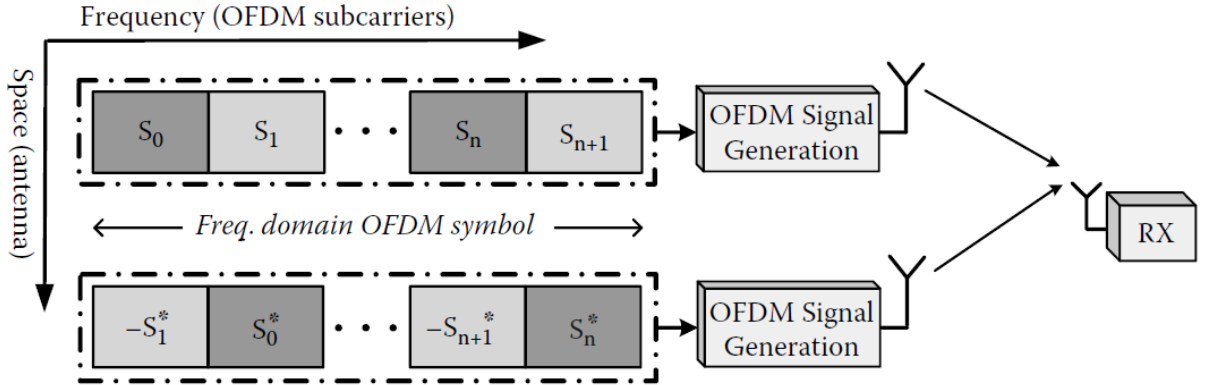 Frequency (OFDM subcarriers)
Space (antenna)
S₀ S₁ · · · Sₙ Sₙ₊₁
OFDM Signal
Generation
Freq. domain OFDM symbol
RX
−S₁* S₀* · · · −Sₙ₊₁* Sₙ*
OFDM Signal
Generation